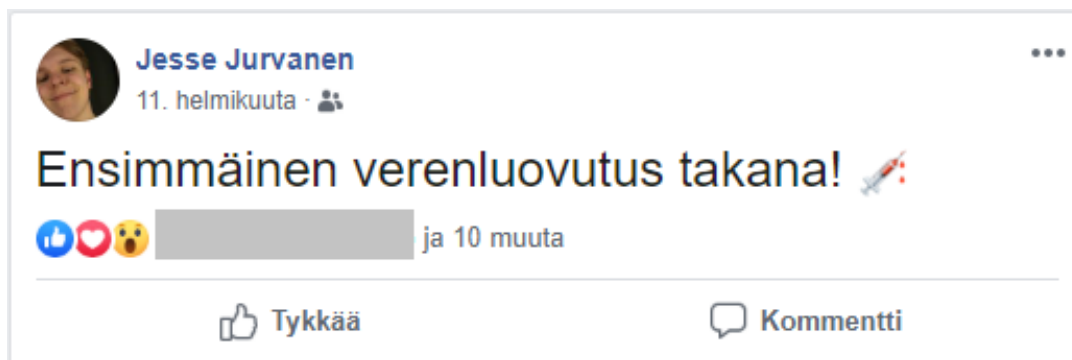 Jesse Jurvanen
11. helmikuuta ·
Ensimmäinen verenluovutus takana! 💉
ja 10 muuta
Tykkää
Kommentti